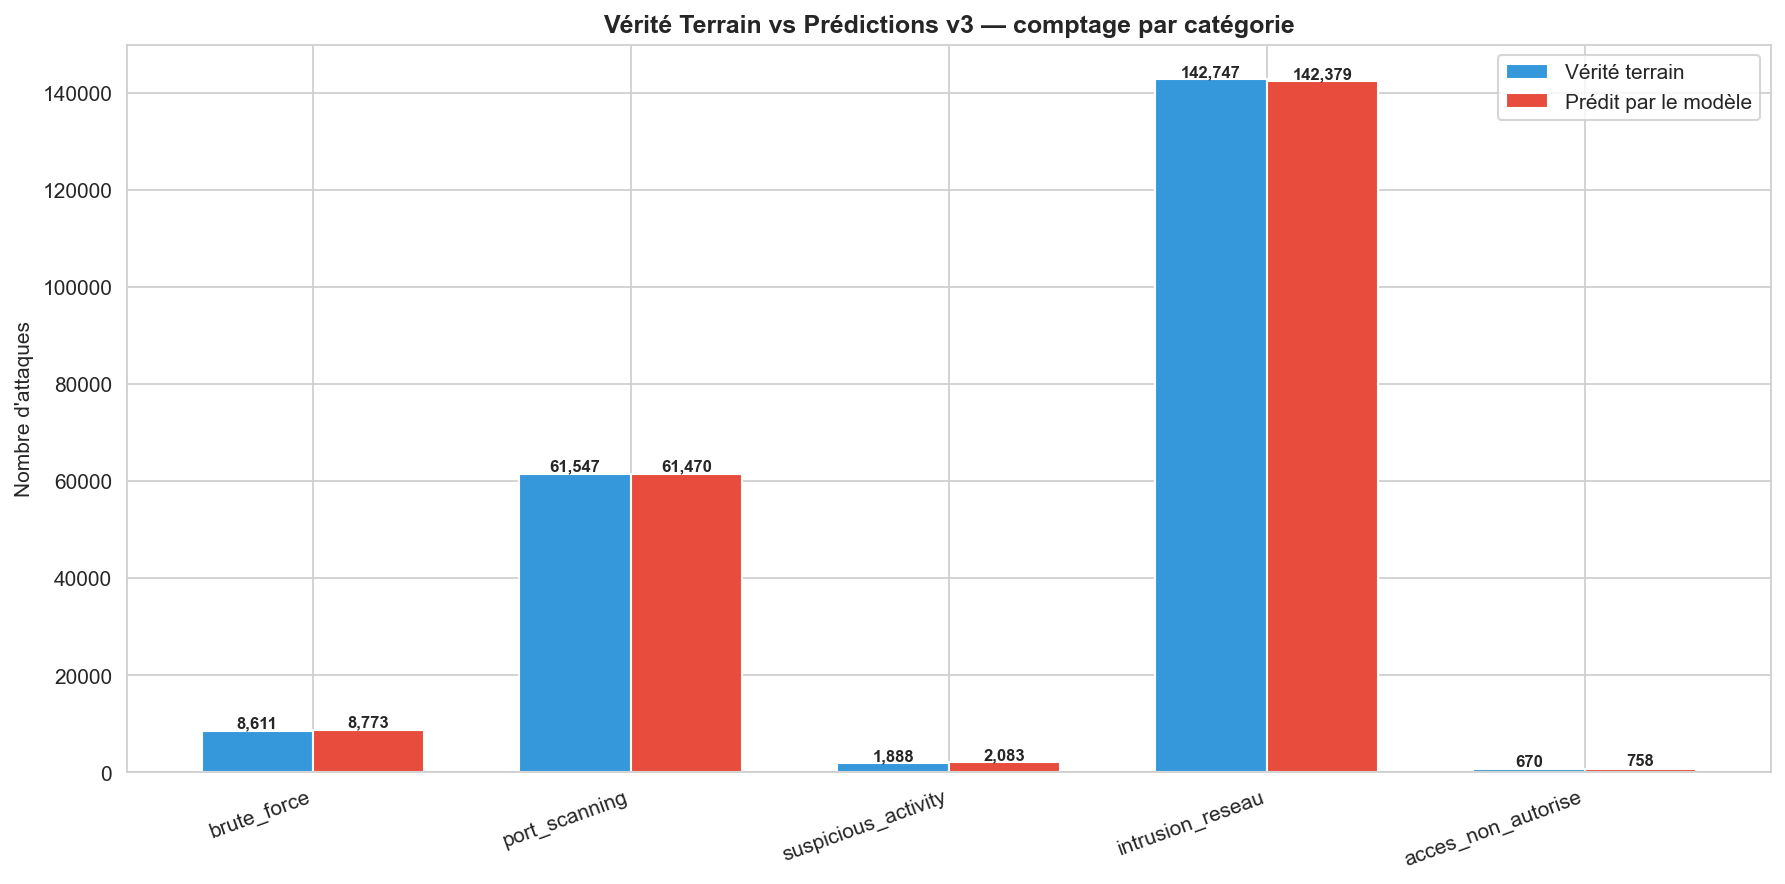 Vérité Terrain vs Prédictions v3 — comptage par catégorie
Vérité terrain
Prédit par le modèle
Nombre d'attaques
140000
120000
100000
80000
60000
40000
20000
0
8,611
8,773
61,547
61,470
1,888
2,083
142,747
142,379
670
758
brute_force
port_scanning
suspicious_activity
intrusion_reseau
acces_non_autorise